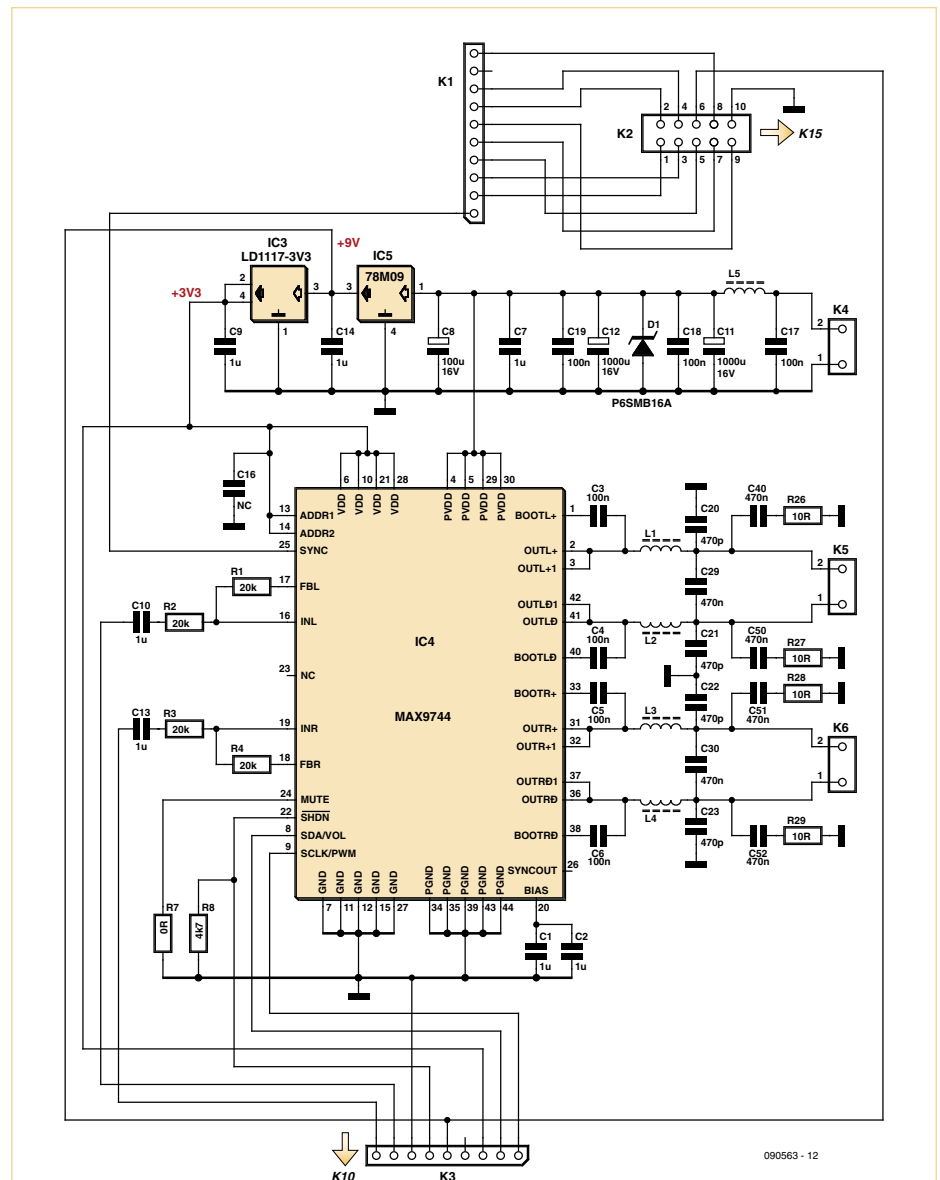 K1
2 4 6 8 10
K2
K15
1 3 5 7 9
IC3
LD1117-3V3
+9V
IC5
78M09
+3V3
2
4
3
1
3
1
4
C9
1u
C14
1u
C8
100u
16V
C7
1u
C19
100n
C12
1000u
16V
D1
P6SMB16A
C18
100n
C11
1000u
16V
L5
C17
100n
K4
2
1
C16
NC
6 10 21 28
VDD VDD VDD VDD
4 5 29 30
PVDD PVDD PVDD PVDD
13 ADDR1
14 ADDR2
25 SYNC
R1
20k
17 FBL
C10
1u
R2
20k
16 INL
23 NC
C13
1u
R3
20k
19 INR
R4
20k
18 FBR
24 MUTE
22 SHDN
8 SDA/VOL
9 SCLK/PWM
IC4
MAX9744
BOOTL+ 1
OUTL+ 2
OUTL+1 3
OUTLĐ1 42
OUTLĐ 41
BOOTLĐ 40
BOOTR+ 33
OUTR+ 31
OUTR+1 32
OUTRĐ1 37
OUTRĐ 36
BOOTRĐ 38
SYNCOUT 26
BIAS
20
GND GND GND GND GND
7 11 12 15 27
PGND PGND PGND PGND PGND
34 35 39 43 44
C3
100n
L1
C20
470p
C40
470n
R26
10R
K5
2
1
C29
470n
L2
C4
100n
C21
470p
C50
470n
R27
10R
R28
10R
C22
470p
C51
470n
C5
100n
L3
K6
2
1
C30
470n
L4
C23
470p
R29
10R
C52
470n
C6
100n
R7
0R
R8
4k7
C1
1u
C2
1u
K10
K3
090563 - 12